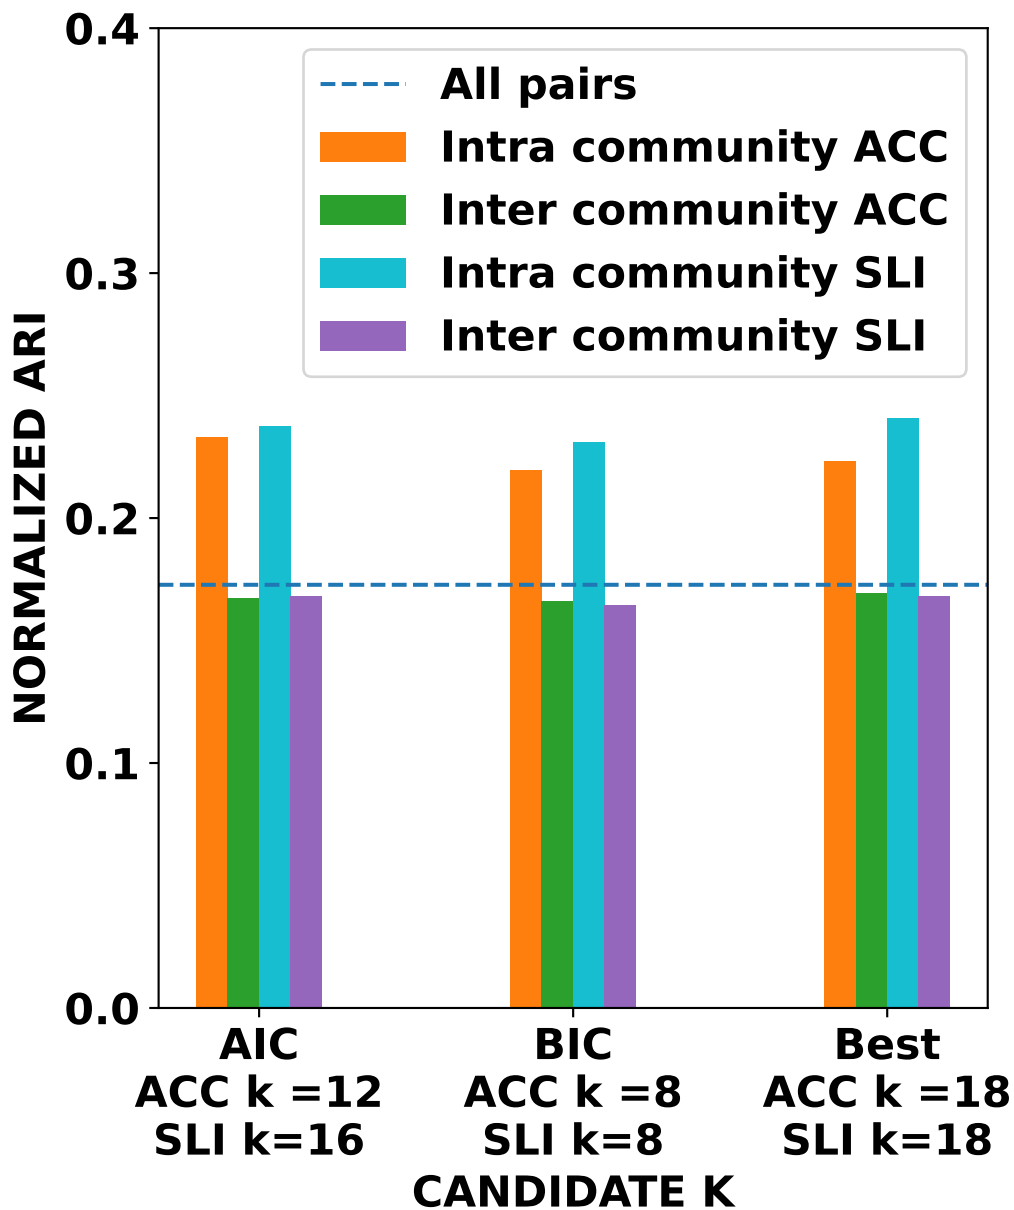 0.4
All pairs
Intra community ACC
Inter community ACC
Intra community SLI
Inter community SLI
0.3
0.2
0.1
0.0
NORMALIZED ARI
AIC
ACC k =12
SLI k=16
BIC
ACC k =8
SLI k=8
Best
ACC k =18
SLI k=18
CANDIDATE K